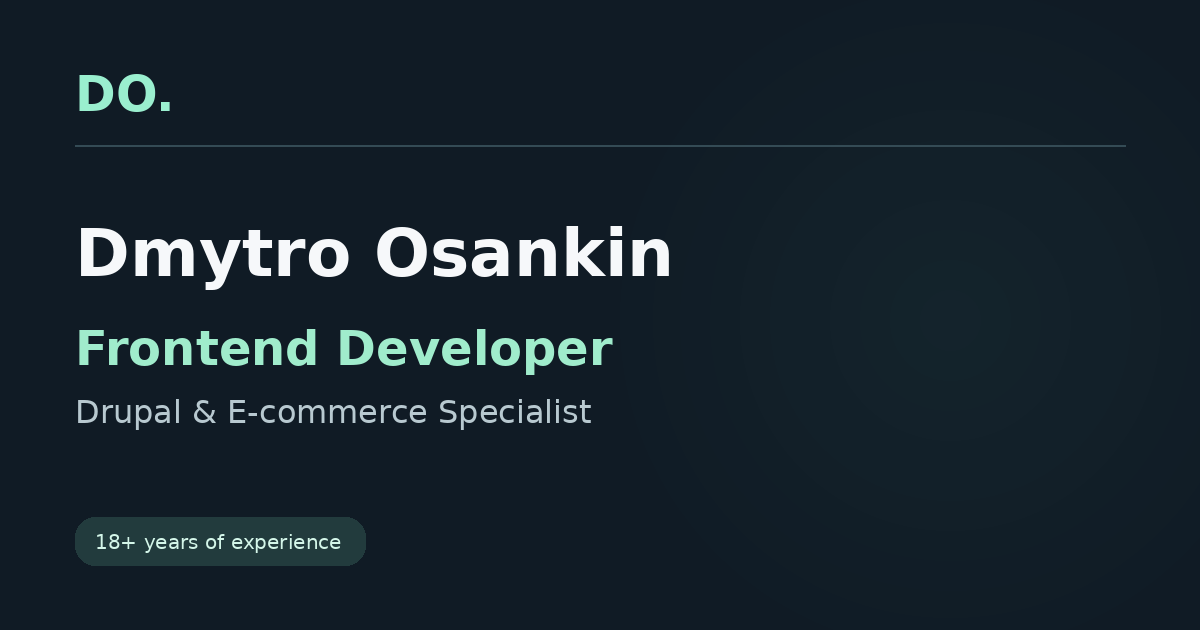 DO.
Dmytro Osankin
Frontend Developer
Drupal & E-commerce Specialist
18+ years of experience